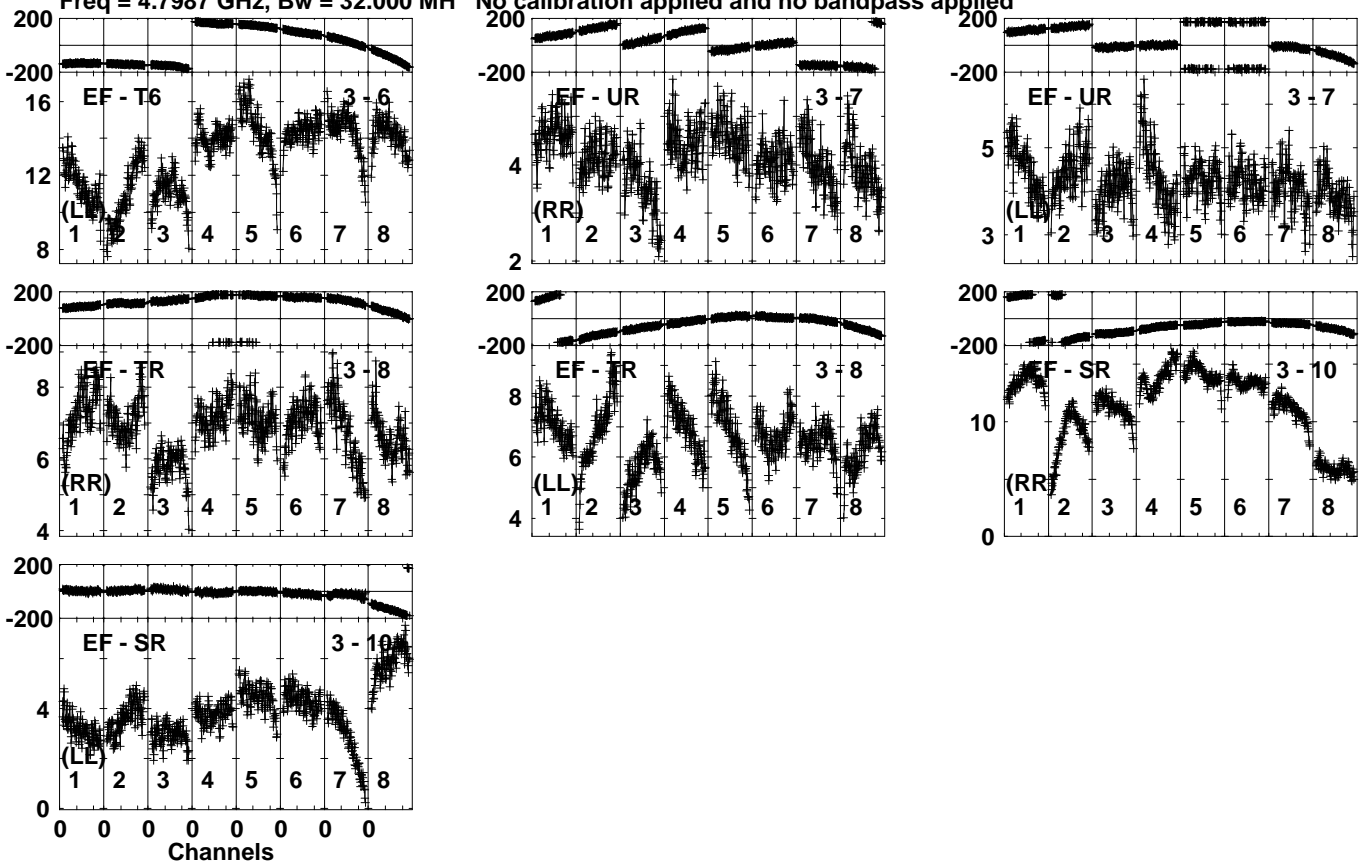 Freq = 4.7987 GHz, Bw = 32.000 MH No calibration applied and no bandpass applied
200
-200
16
12
8
EF - T6 3 - 6
(LL)
1 2 3 4 5 6 7 8
4
2
EF - UR 3 - 7
(RR)
1 2 3 4 5 6 7 8
200
-200
5
3
EF - UR 3 - 7
(LL)
1 2 3 4 5 6 7 8
200
-200
8
6
4
EF - TR 3 - 8
(RR)
1 2 3 4 5 6 7 8
200
-200
8
6
4
EF - TR 3 - 8
(LL)
1 2 3 4 5 6 7 8
200
-200
10
0
EF - SR 3 - 10
(RR)
1 2 3 4 5 6 7 8
200
-200
4
0
EF - SR 3 - 10
(LL)
1 2 3 4 5 6 7 8
0 0 0 0 0 0 0 0
Channels